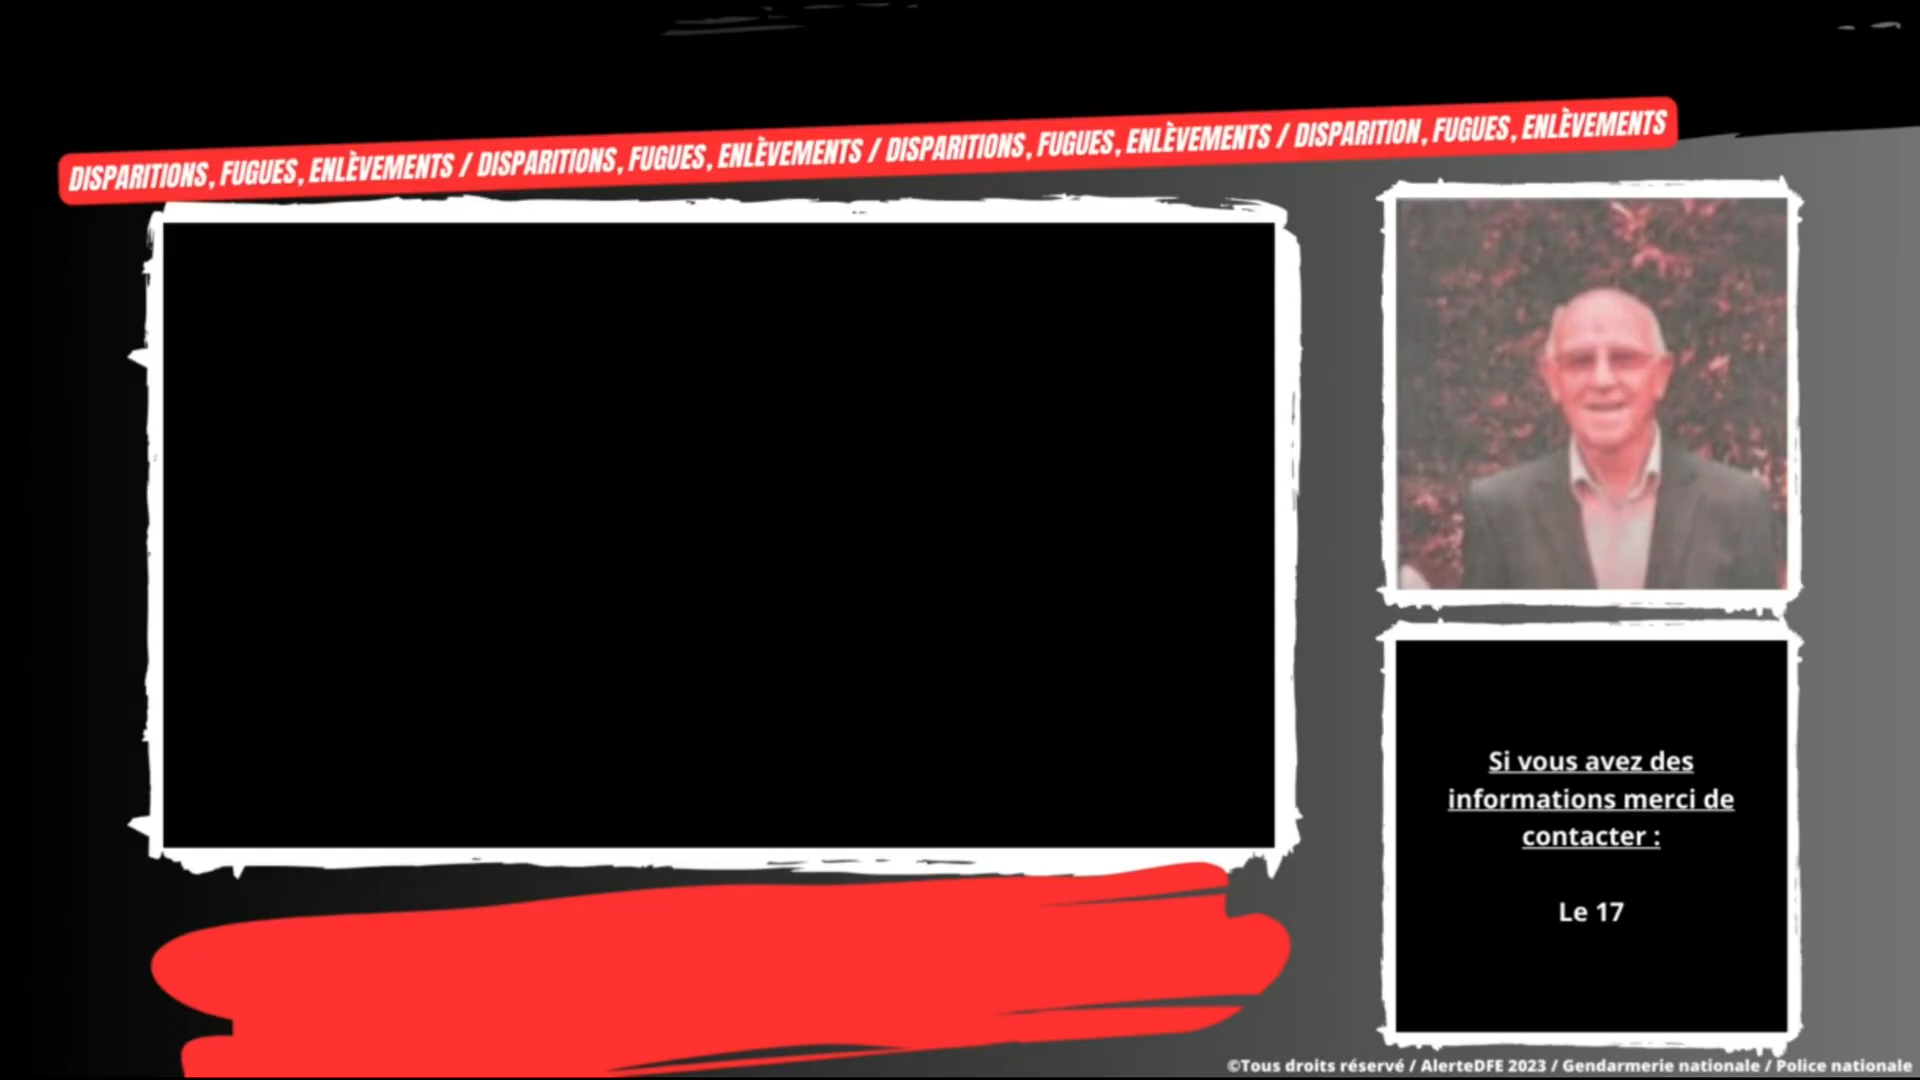 DISPARITIONS, FUGUES, ENLÈVEMENTS / DISPARITIONS, FUGUES, ENLÈVEMENTS / DISPARITIONS, FUGUES, ENLÈVEMENTS / DISPARITION, FUGUES, ENLÈVEMENTS
Si vous avez des
informations merci de
contacter :
Le 17
©Tous droits réservé / AlerteDFE 2023 / Gendarmerie nationale / Police nationale